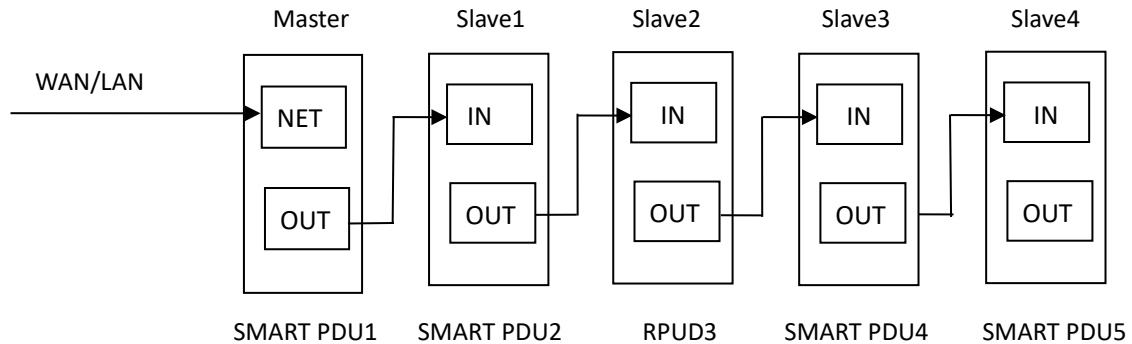 Master Slave1 Slave2 Slave3 Slave4
WAN/LAN
NET IN IN IN IN
OUT OUT OUT OUT OUT
SMART PDU1 SMART PDU2 RPUD3 SMART PDU4 SMART PDU5